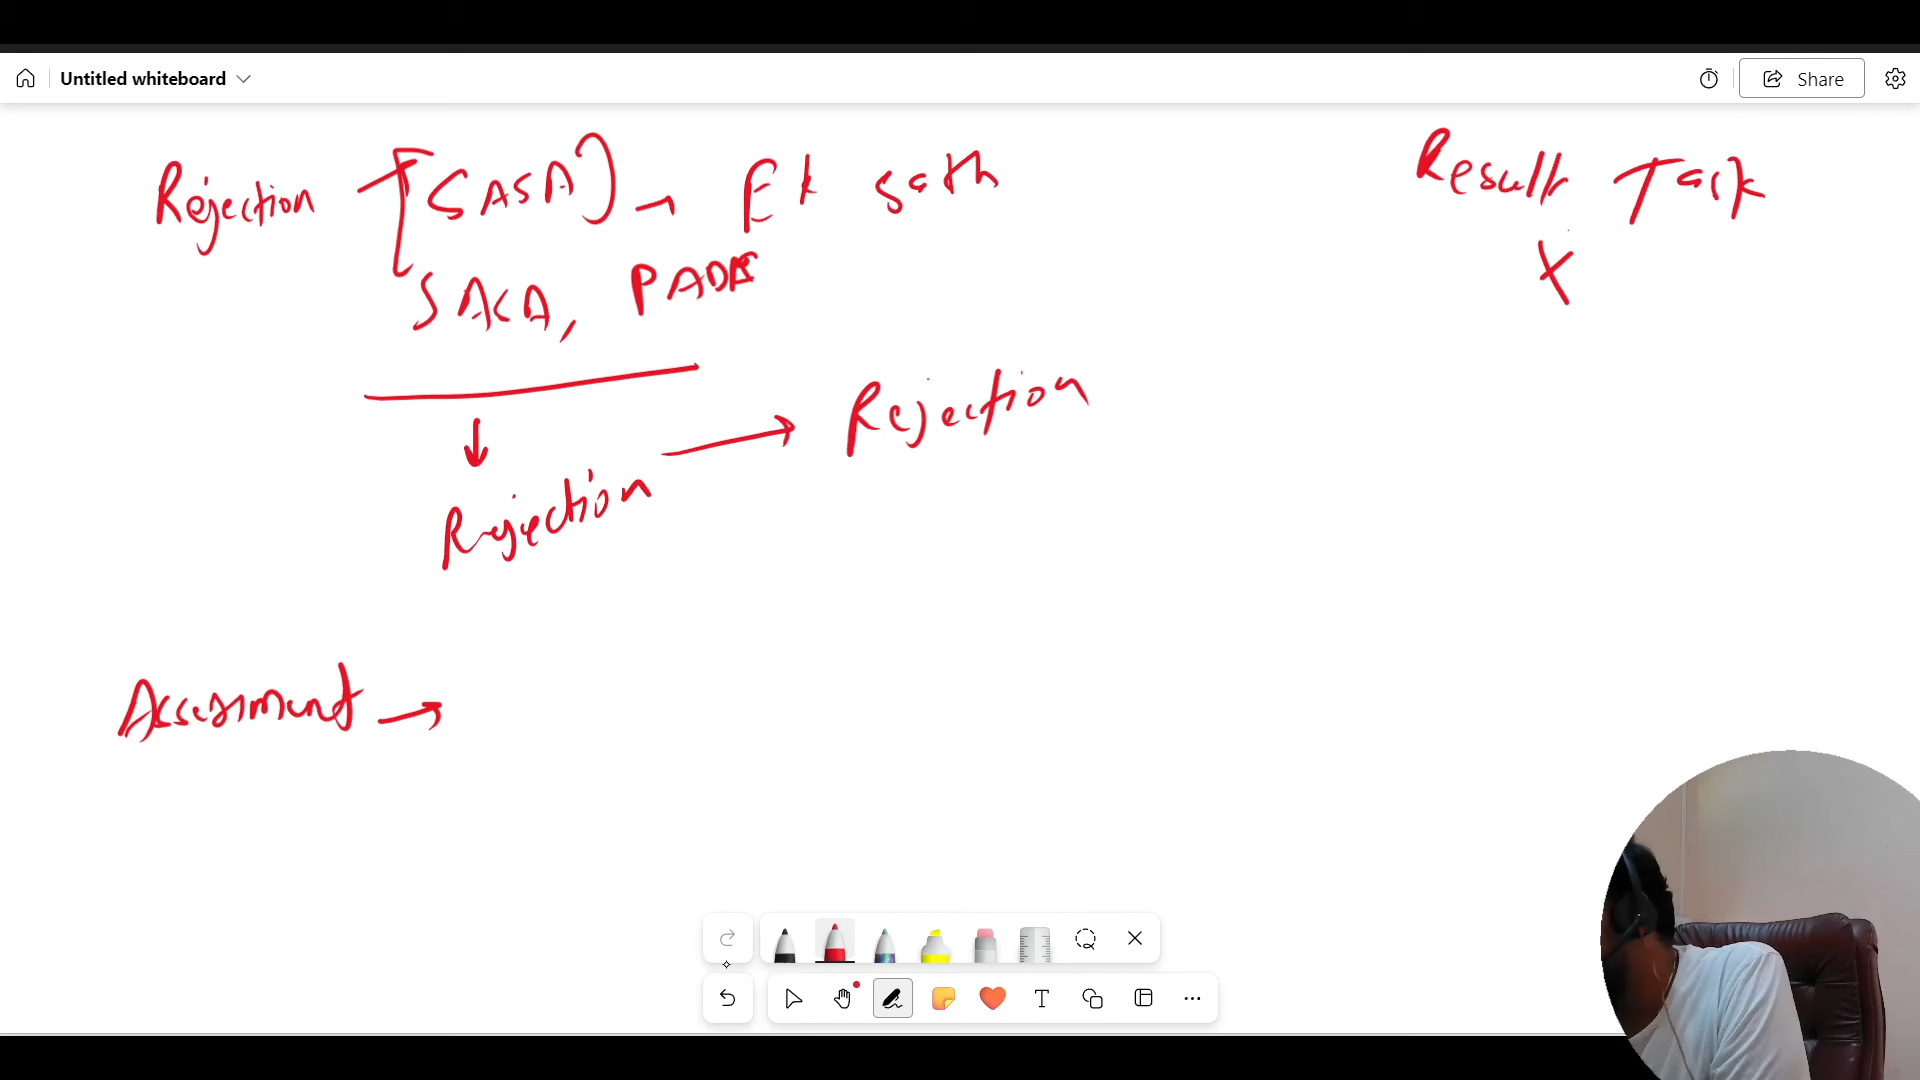 Untitled whiteboard
Share
Rejection [SASA] → Ek sath
SACA, PADA
Result Task
X
Rejection → Rejection
Assessment →